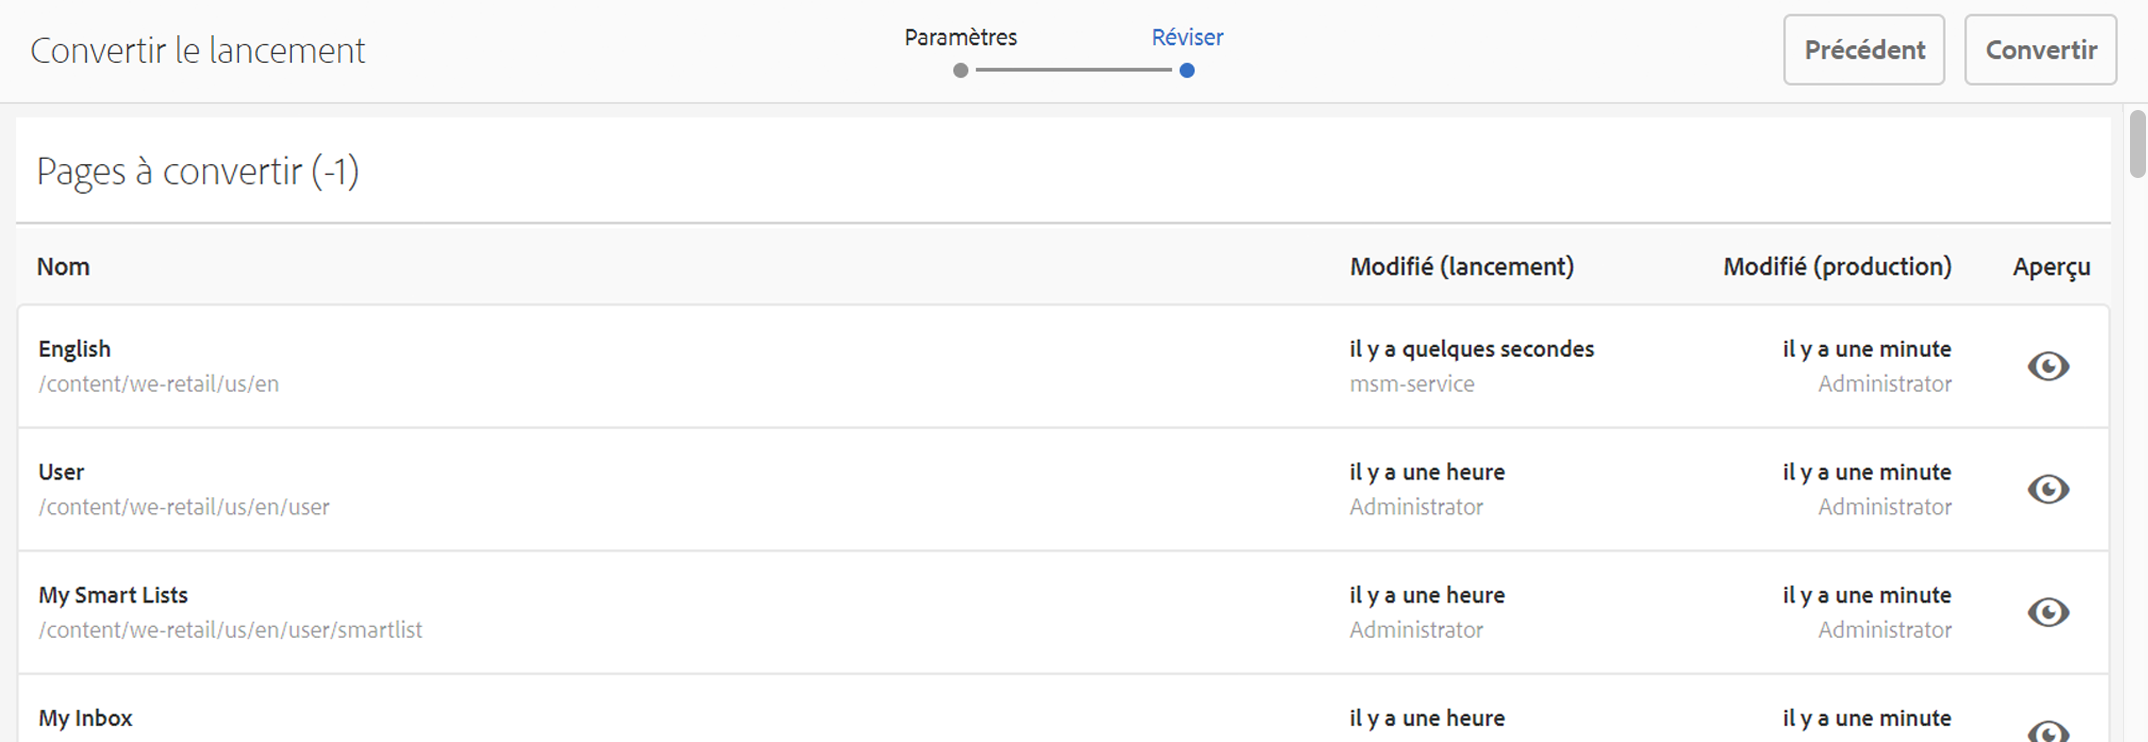 Convertir le lancement
Paramètres
Réviser
Précédent
Convertir
Pages à convertir (-1)
Nom
Modifié (lancement)
Modifié (production)
Aperçu
English
il y a quelques secondes
il y a une minute
/content/we-retail/us/en
msm-service
Administrator
User
il y a une heure
il y a une minute
/content/we-retail/us/en/user
Administrator
Administrator
My Smart Lists
il y a une heure
il y a une minute
/content/we-retail/us/en/user/smartlist
Administrator
Administrator
My Inbox
il y a une heure
il y a une minute